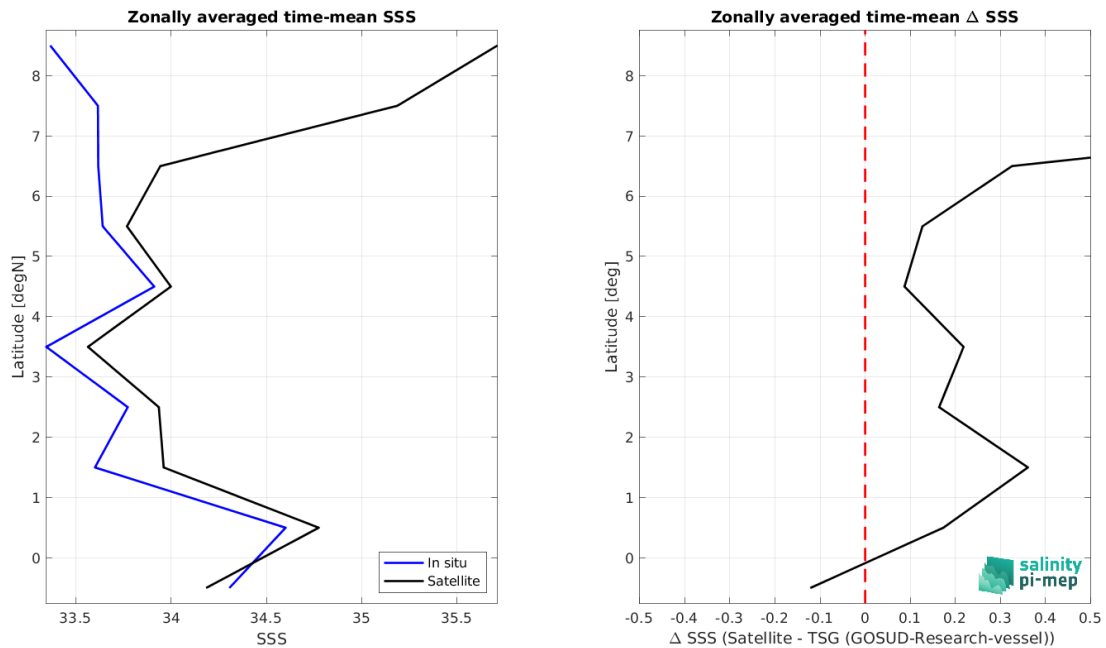 Zonally averaged time-mean SSS
8
7
6
5
4
3
2
1
0
Latitude [degN]
33.5 34 34.5 35 35.5
SSS
In situ
Satellite
Zonally averaged time-mean Δ SSS
8
7
6
5
4
3
2
1
0
Latitude [deg]
-0.5 -0.4 -0.3 -0.2 -0.1 0 0.1 0.2 0.3 0.4 0.5
Δ SSS (Satellite - TSG (GOSUD-Research-vessel))
salinity
pi-mep